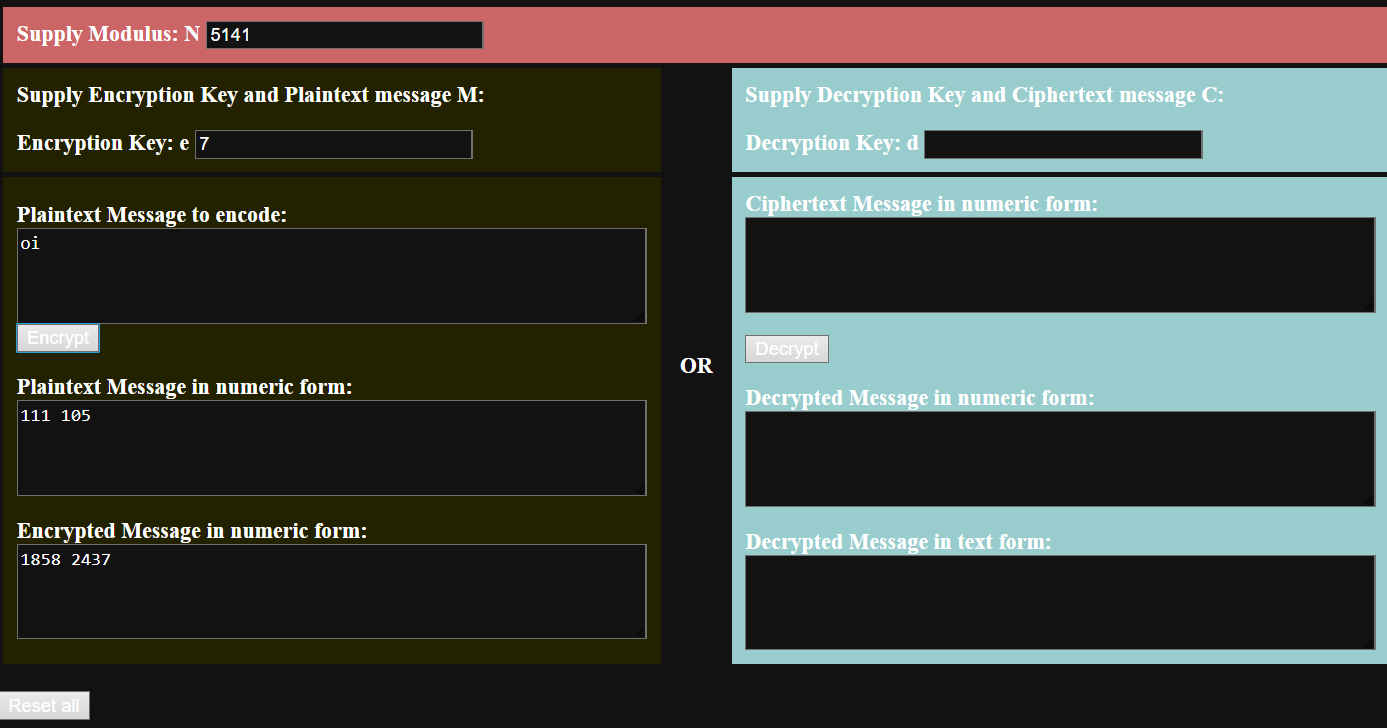 Supply Modulus: N 5141
Supply Encryption Key and Plaintext message M:
Encryption Key: e 7
Plaintext Message to encode:
oi
Encrypt
Plaintext Message in numeric form:
111 105
Encrypted Message in numeric form:
1858 2437
OR
Supply Decryption Key and Ciphertext message C:
Decryption Key: d
Ciphertext Message in numeric form:
Decrypt
Decrypted Message in numeric form:
Decrypted Message in text form:
Reset all